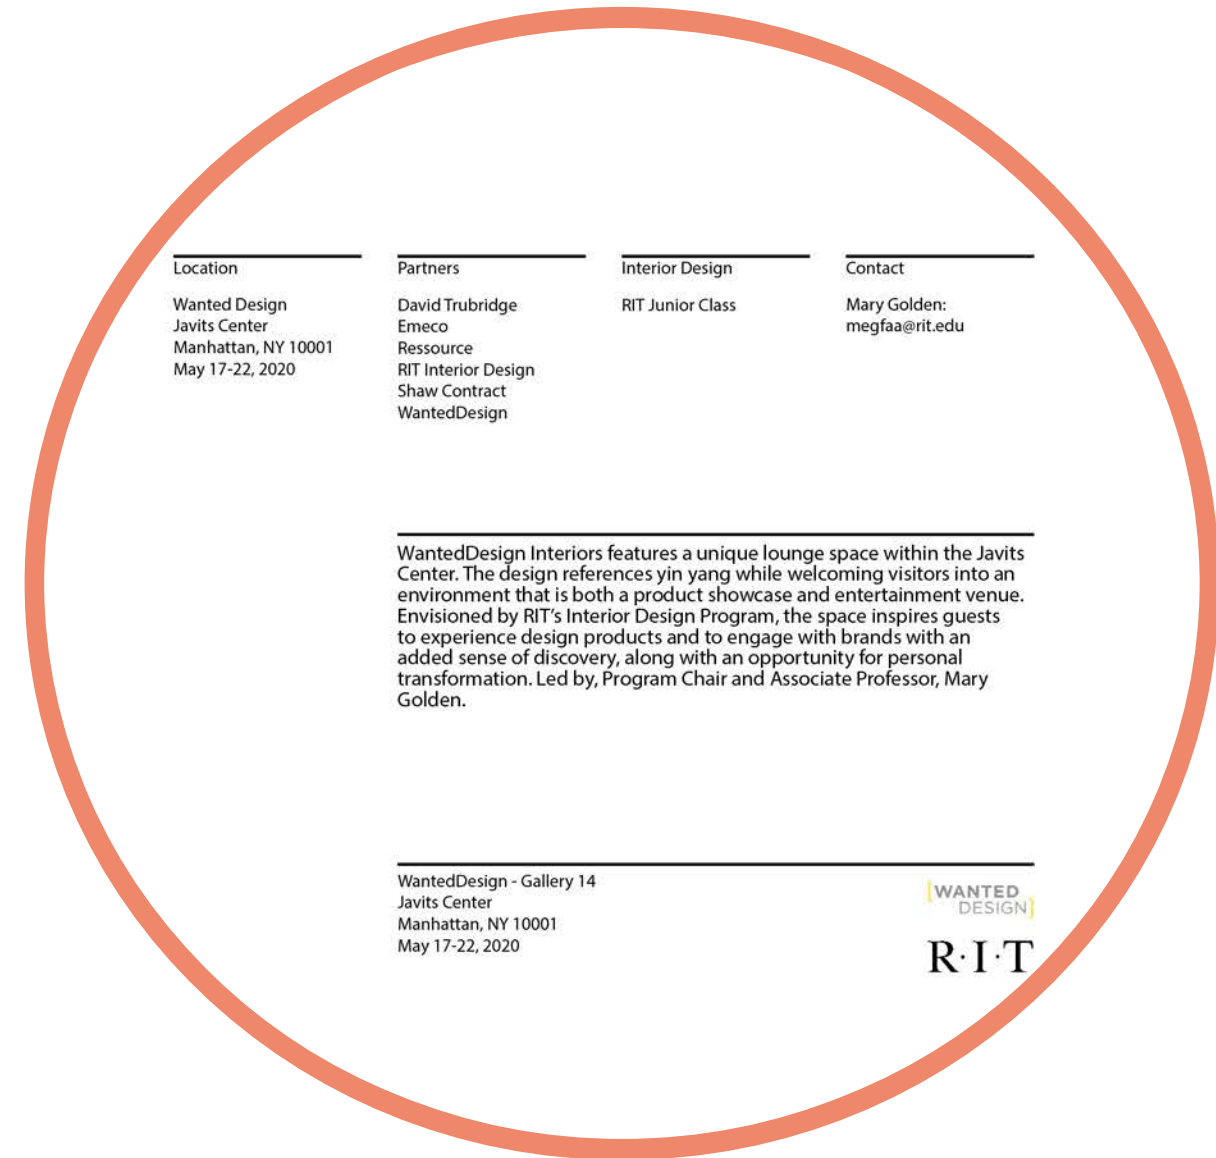 Location
Wanted Design
Javits Center
Manhattan, NY 10001
May 17-22, 2020
Partners
David Trubridge
Emeco
Ressource
RIT Interior Design
Shaw Contract
WantedDesign
Interior Design
RIT Junior Class
Contact
Mary Golden:
megfaa@rit.edu
WantedDesign Interiors features a unique lounge space within the Javits
Center. The design references yin yang while welcoming visitors into an
environment that is both a product showcase and entertainment venue.
Envisioned by RIT's Interior Design Program, the space inspires guests
to experience design products and to engage with brands with an
added sense of discovery, along with an opportunity for personal
transformation. Led by, Program Chair and Associate Professor, Mary
Golden.
WantedDesign - Gallery 14
Javits Center
Manhattan, NY 10001
May 17-22, 2020
[WANTED
DESIGN]
R·I·T